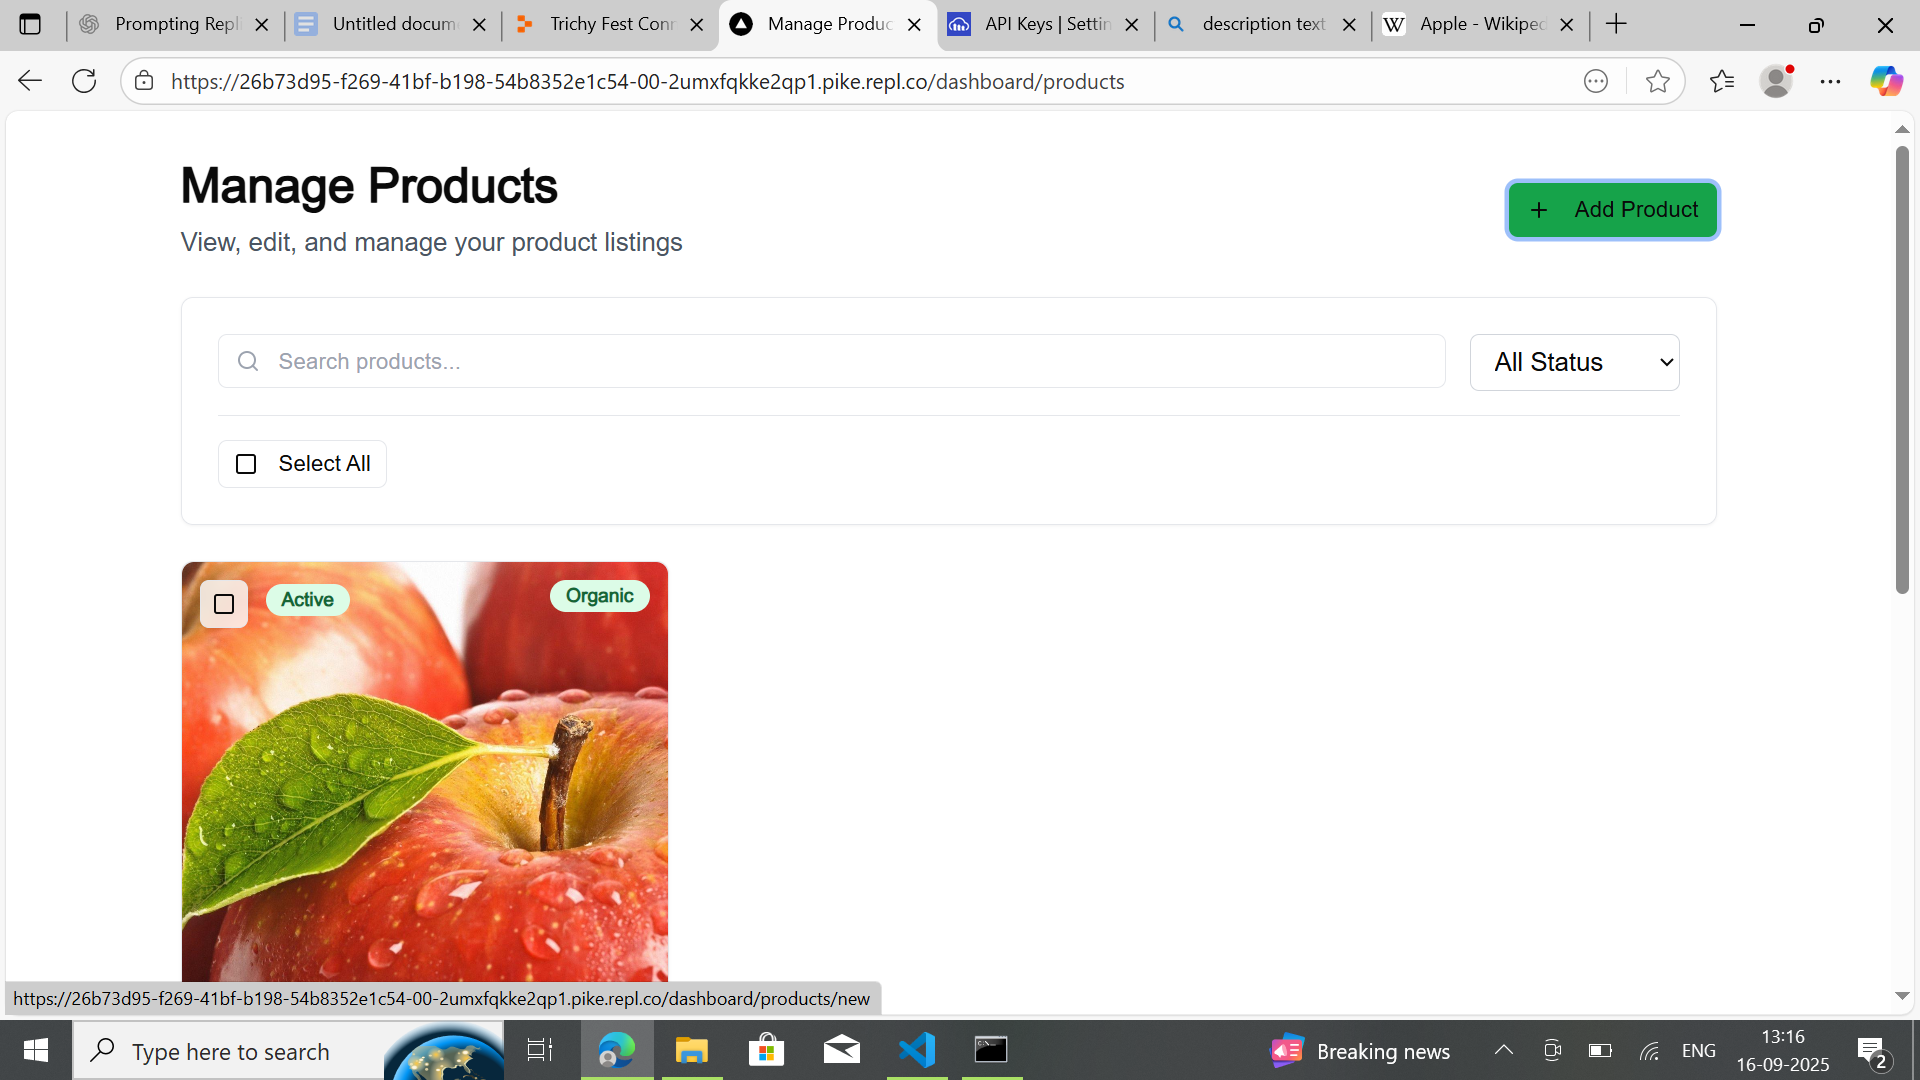 Prompting Repli
Untitled docume
Trichy Fest Conn
Manage Produc
API Keys | Settin
description text
W
Apple - Wikiped
https://26b73d95-f269-41bf-b198-54b8352e1c54-00-2umxfqkke2qp1.pike.repl.co/dashboard/products
Manage Products
View, edit, and manage your product listings
+ Add Product
Search products...
All Status
Select All
Active
Organic
https://26b73d95-f269-41bf-b198-54b8352e1c54-00-2umxfqkke2qp1.pike.repl.co/dashboard/products/new
Type here to search
Breaking news
ENG
13:16
16-09-2025
2